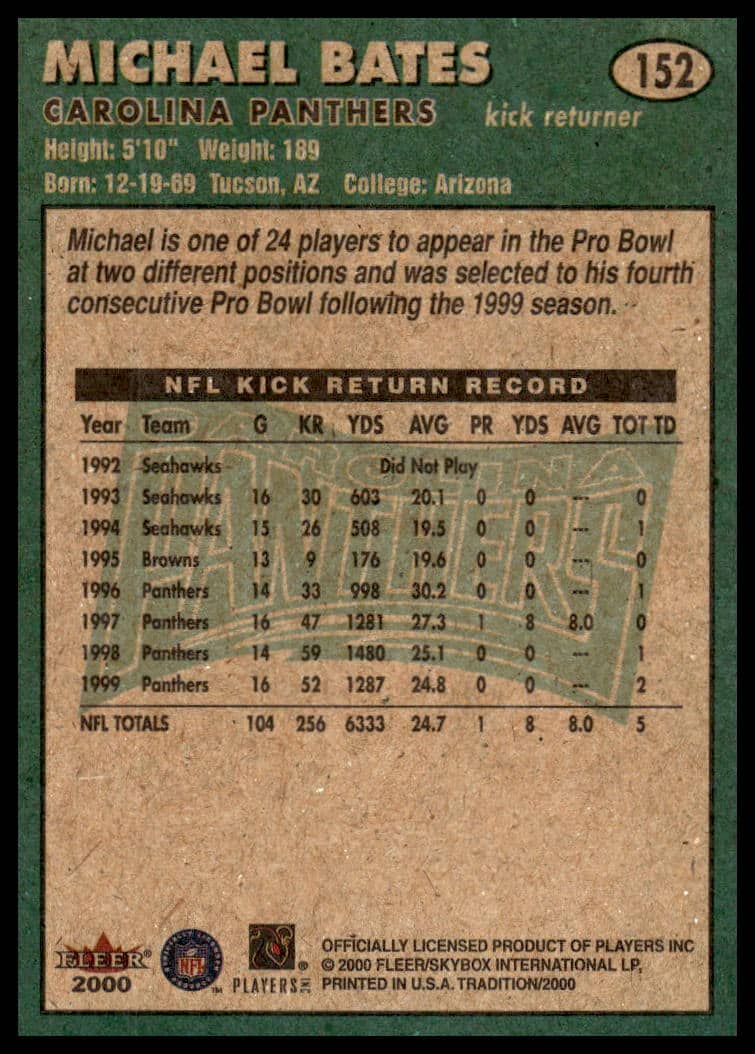 MICHAEL BATES 152
CAROLINA PANTHERS kick returner
Height: 5'10" Weight: 189
Born: 12-19-69 Tucson, AZ College: Arizona
Michael is one of 24 players to appear in the Pro Bowl
at two different positions and was selected to his fourth
consecutive Pro Bowl following the 1999 season.
NFL KICK RETURN RECORD
Year Team G KR YDS AVG PR YDS AVG TOT TD
1992 Seahawks Did Not Play
1993 Seahawks 16 30 603 20.1 0 0 --- 0
1994 Seahawks 15 26 508 19.5 0 0 --- 1
1995 Browns 13 9 176 19.6 0 0 --- 0
1996 Panthers 14 33 998 30.2 0 0 --- 1
1997 Panthers 16 47 1281 27.3 1 8 8.0 0
1998 Panthers 14 59 1480 25.1 0 0 --- 1
1999 Panthers 16 52 1287 24.8 0 0 --- 2
NFL TOTALS 104 256 6333 24.7 1 8 8.0 5
CAROLINA
PANTHERS
FLEER®
2000
NFL
™
®
PLAYERS INC
OFFICIALLY LICENSED PRODUCT OF PLAYERS INC
© 2000 FLEER/SKYBOX INTERNATIONAL LP,
PRINTED IN U.S.A. TRADITION/2000